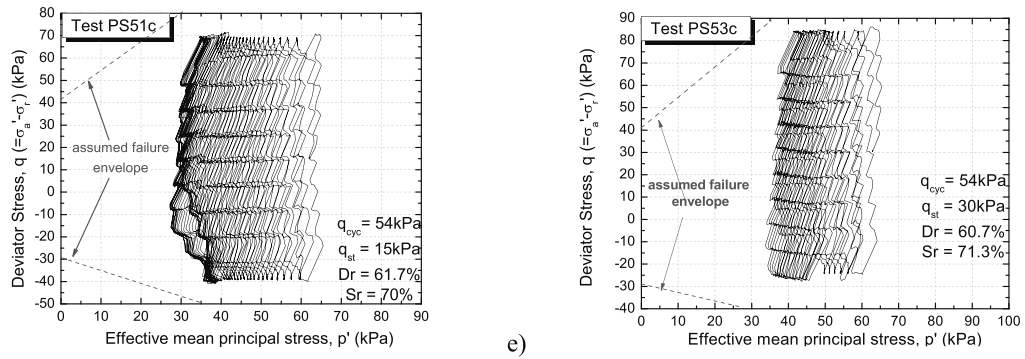 Test PS51c
80
70
60
50
40
30
20
10
0
-10
-20
-30
-40
-50
Deviator Stress, q (=σa'-σr') (kPa)
assumed failure
envelope
qcyc = 54kPa
qst = 15kPa
Dr = 61.7%
Sr = 70%
0 10 20 30 40 50 60 70 80 90
Effective mean principal stress, p' (kPa)
e)
Test PS53c
90
80
70
60
50
40
30
20
10
0
-10
-20
-30
-40
Deviator Stress, q (=σa'-σr') (kPa)
assumed failure
envelope
qcyc = 54kPa
qst = 30kPa
Dr = 60.7%
Sr = 71.3%
0 10 20 30 40 50 60 70 80 90 100
Effective mean principal stress, p' (kPa)